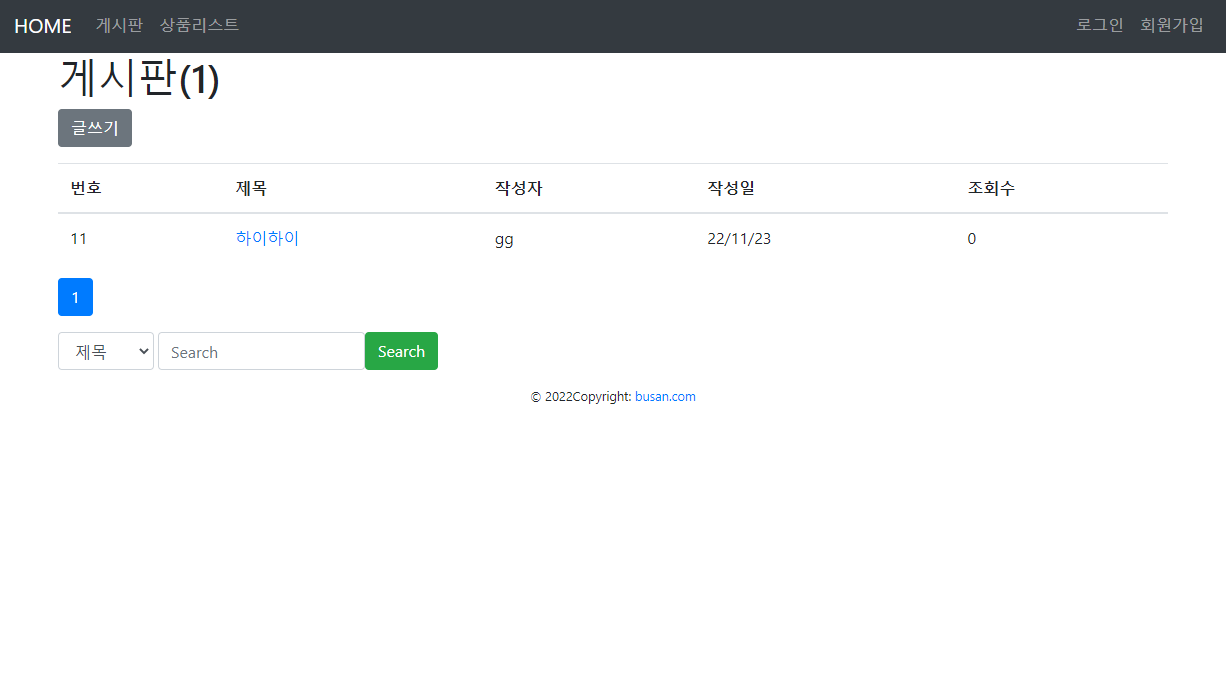 HOME 게시판 상품리스트 로그인 회원가입
게시판(1)
글쓰기
번호 제목 작성자 작성일 조회수
11 하이하이 gg 22/11/23 0
1
제목 Search Search
© 2022Copyright: busan.com